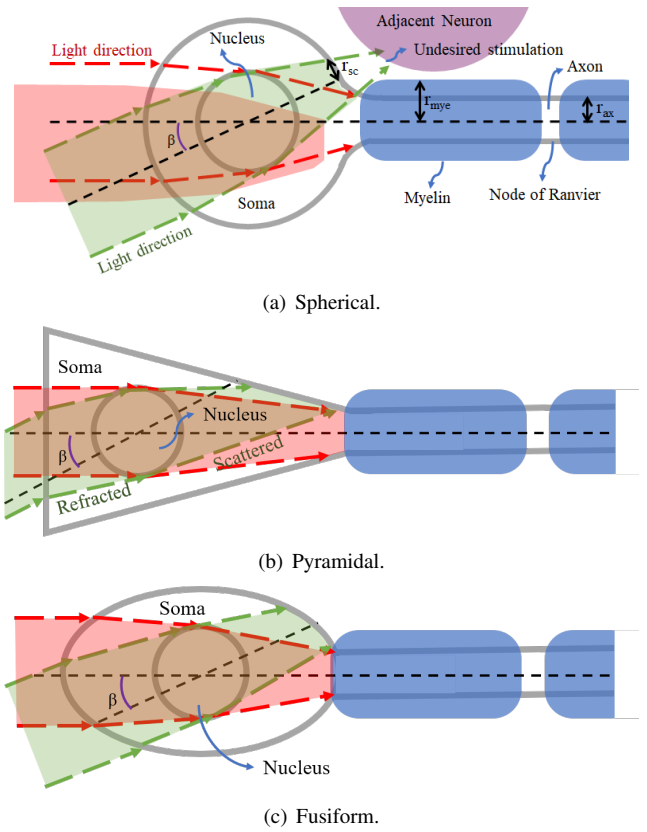 Adjacent Neuron
Light direction
Nucleus
Undesired stimulation
r_sc
Axon
r_mye
r_ax
β
Soma
Myelin
Node of Ranvier
Light direction
(a) Spherical.
Soma
Nucleus
β
Scattered
Refracted
(b) Pyramidal.
Soma
β
Nucleus
(c) Fusiform.